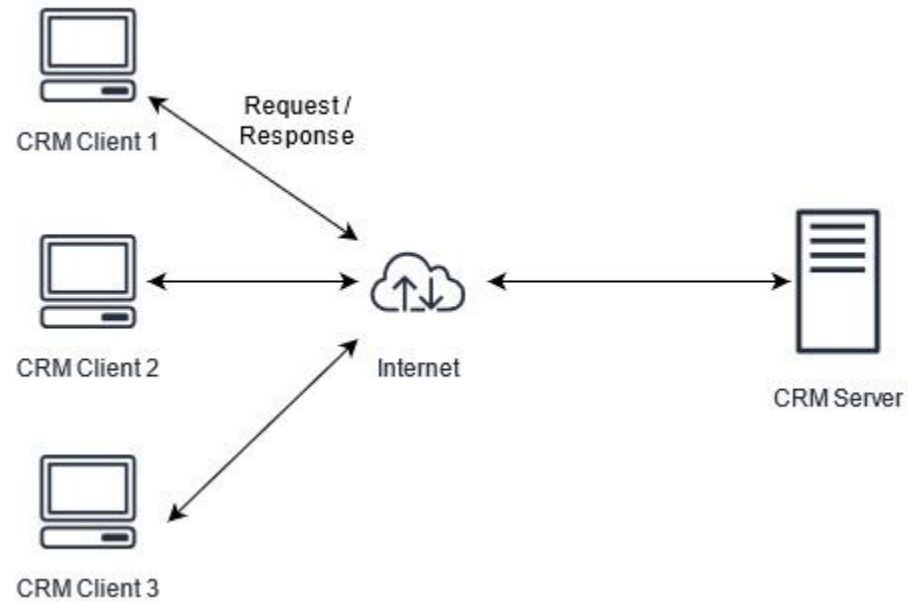 CRM Client 1
Request /
Response
CRM Client 2
Internet
CRM Server
CRM Client 3